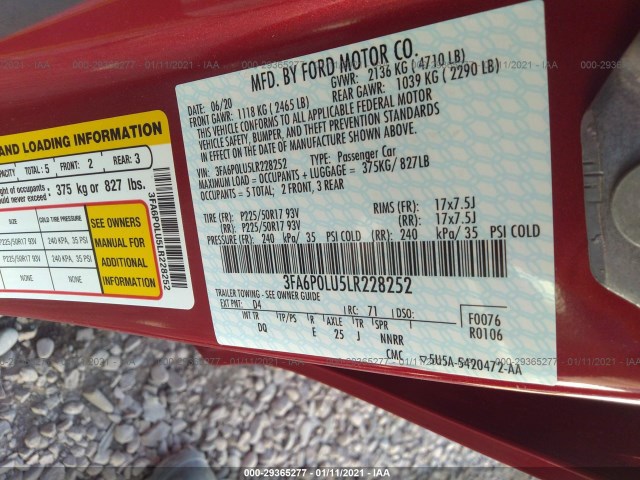 MFD. BY FORD MOTOR CO.
06/20
GVWR: 2136 KG ( 4710 LB)
FRONT GAWR: 1118 KG ( 2465 LB)
REAR GAWR: 1039 KG ( 2290 LB)
THIS VEHICLE CONFORMS TO ALL APPLICABLE FEDERAL MOTOR
VEHICLE SAFETY, BUMPER, AND THEFT PREVENTION STANDARDS
IN EFFECT ON THE DATE OF MANUFACTURE SHOWN ABOVE.
VIN: 3FA6P0LU5LR228252 TYPE: Passenger Car
MAXIMUM LOAD = OCCUPANTS + LUGGAGE = 375KG/ 827LB
OCCUPANTS = 5 TOTAL; 2 FRONT, 3 REAR
TIRE (FR): P225/50R17 93V RIMS (FR): 17x7.5J
(RR): P225/50R17 93V (RR): 17x7.5J
PRESSURE (FR): 240 kPa/ 35 PSI COLD (RR): 240 kPa/ 35 PSI COLD
3FA6P0LU5LR228252
TRAILER TOWING - SEE OWNER GUIDE
EXT PNT: D4 RC: 71 DSO:
INT TR TP/PS R AXLE TR SPR
DQ E 25 J NNRR
F0076
R0106
CMC
5U5A-5420472-AA
AND LOADING INFORMATION
CAPACITY TOTAL: 5 FRONT: 2 REAR: 3
weight of occupants
should never exceed 375 kg or 827 lbs.
SIZE COLD TIRE PRESSURE
P225/50R17 93V 240 KPA, 35 PSI
P225/50R17 93V 240 KPA, 35 PSI
NONE NONE
SEE OWNERS
MANUAL FOR
ADDITIONAL
INFORMATION
3FA6P0LU5LR228252
000-29365277 - 01/11/2021 - IAA